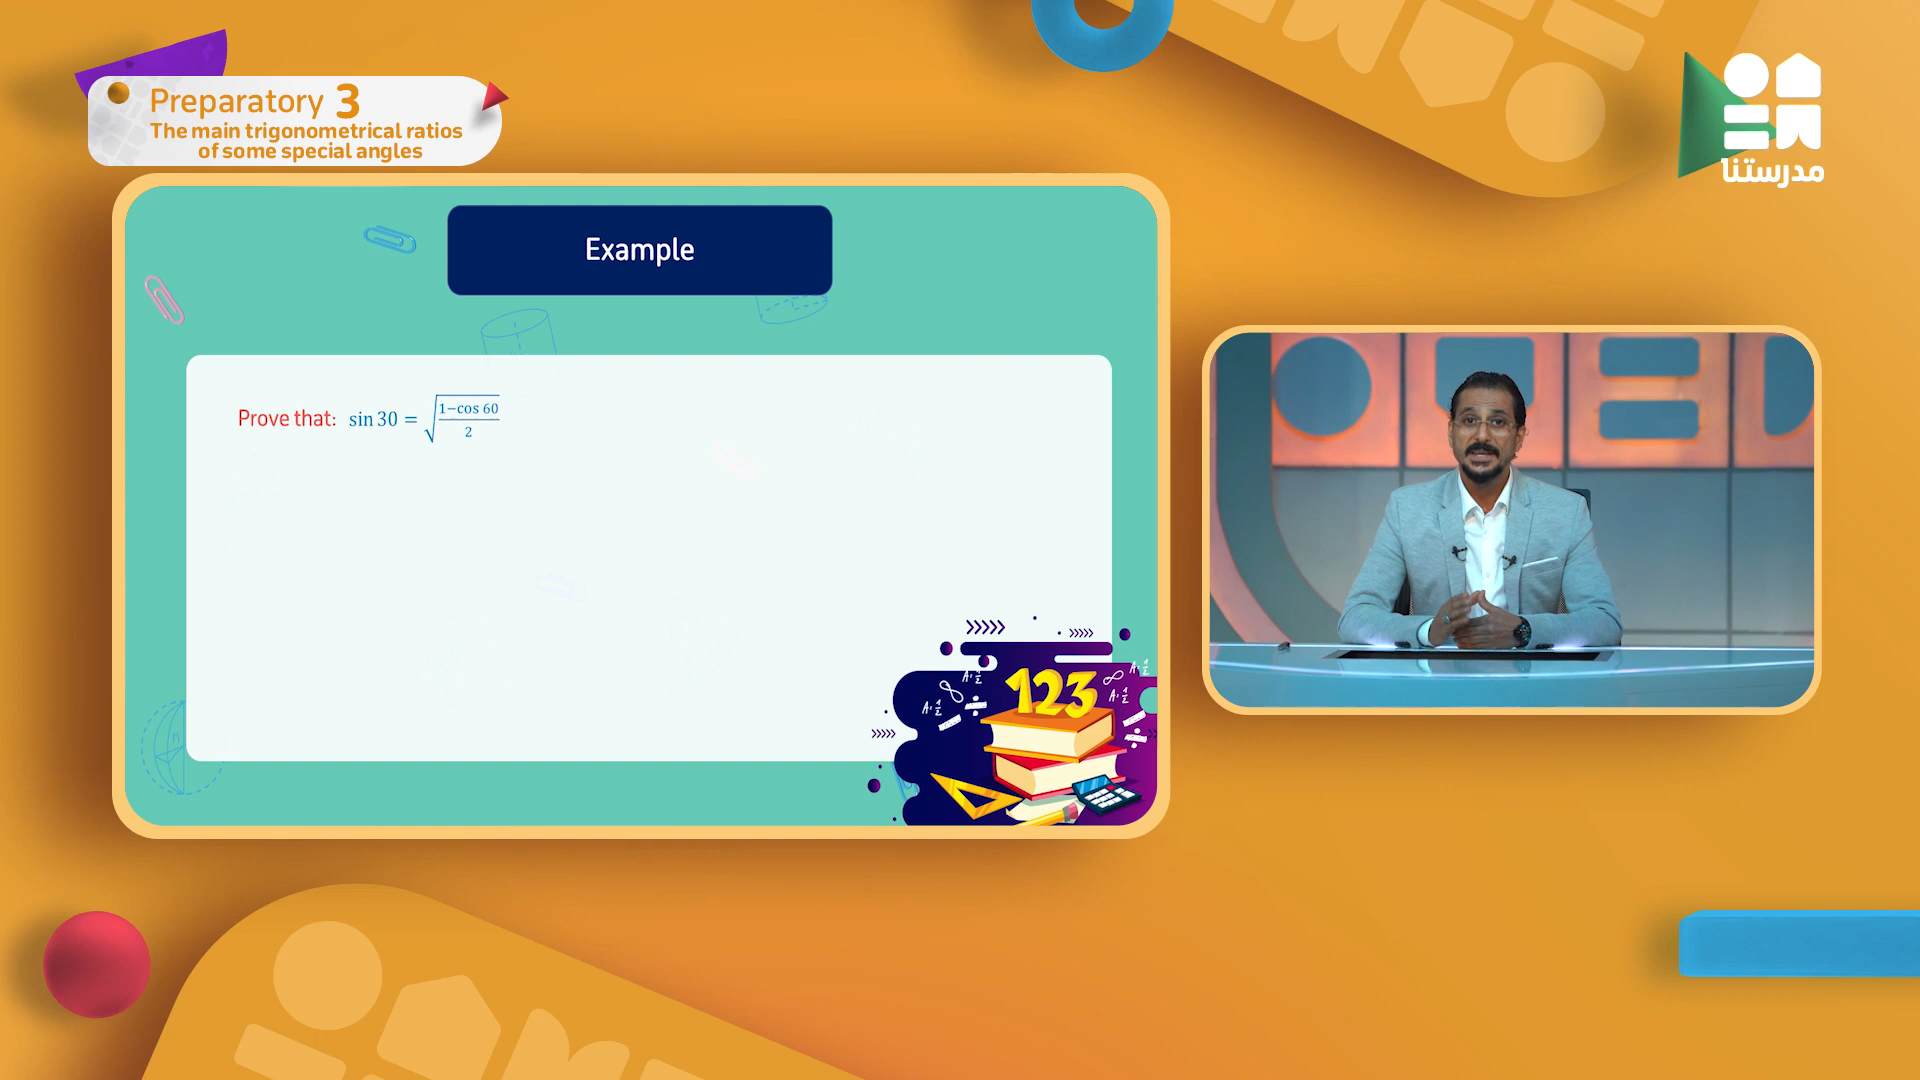 Preparatory 3
The main trigonometrical ratios
of some special angles
مدرستنا
Example
Prove that: sin 30 = √((1−cos 60)/2)
123